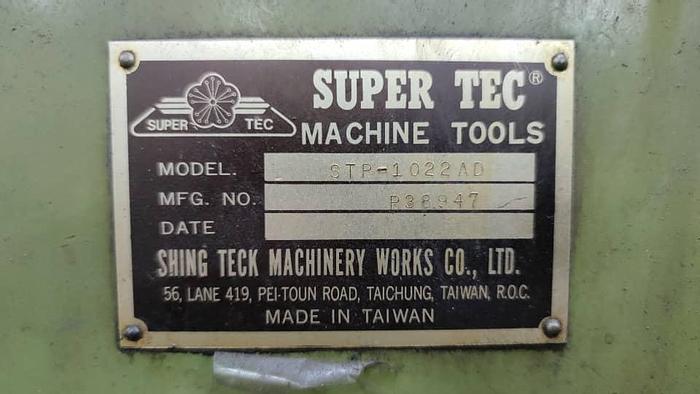 SUPER TEC
SUPER TEC®
MACHINE TOOLS
MODEL. STP-1022AD
MFG. NO. P38947
DATE
SHING TECK MACHINERY WORKS CO., LTD.
56, LANE 419, PEI-TOUN ROAD, TAICHUNG, TAIWAN, R.O.C.
MADE IN TAIWAN